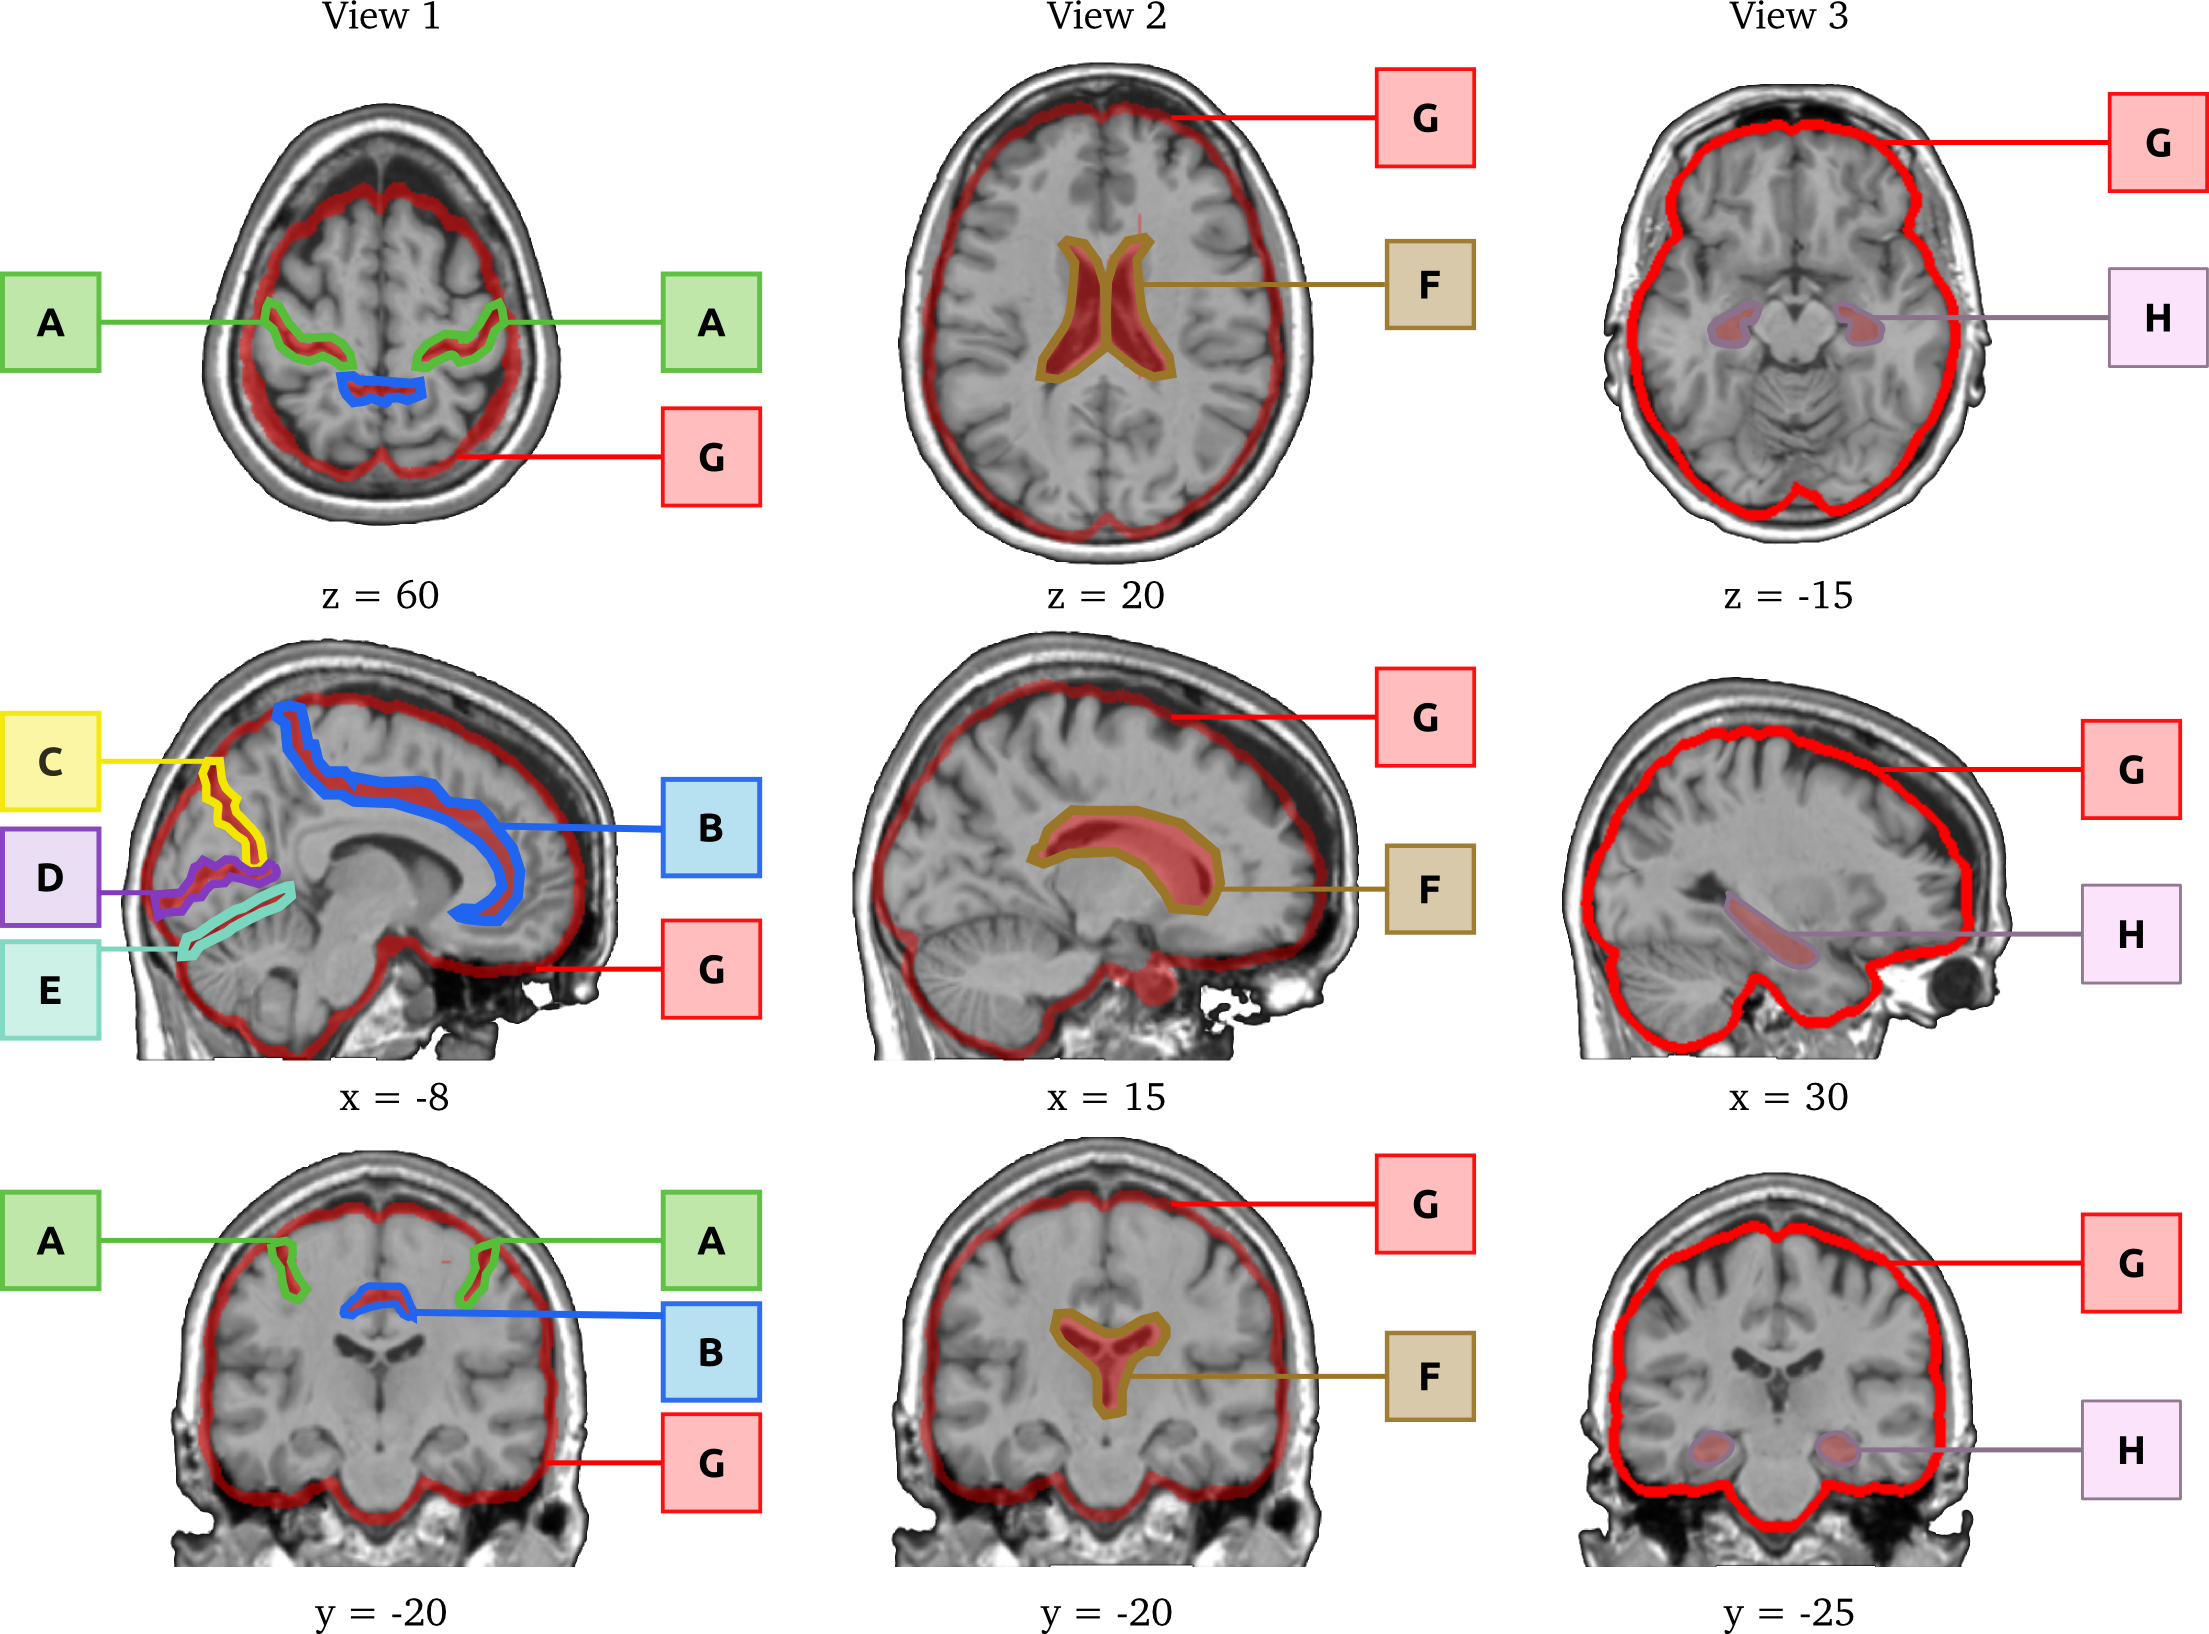 View 1
View 2
View 3
G
G
A
A
F
H
G
z = 60
z = 20
z = -15
G
G
C
B
D
F
H
G
E
x = -8
x = 15
x = 30
G
A
A
G
B
F
G
H
y = -20
y = -20
y = -25